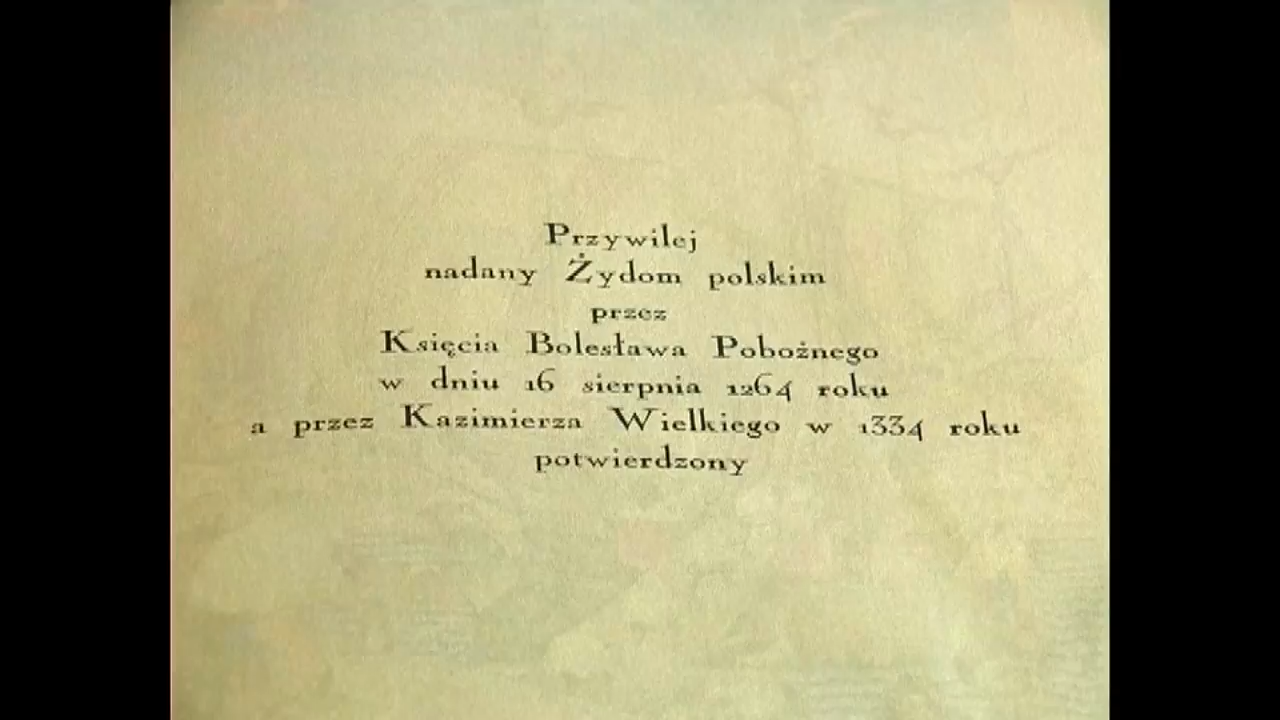 Przywilej
nadany Żydom polskim
przez
Księcia Bolesława Pobożnego
w dniu 16 sierpnia 1264 roku
a przez Kazimierza Wielkiego w 1334 roku
potwierdzony